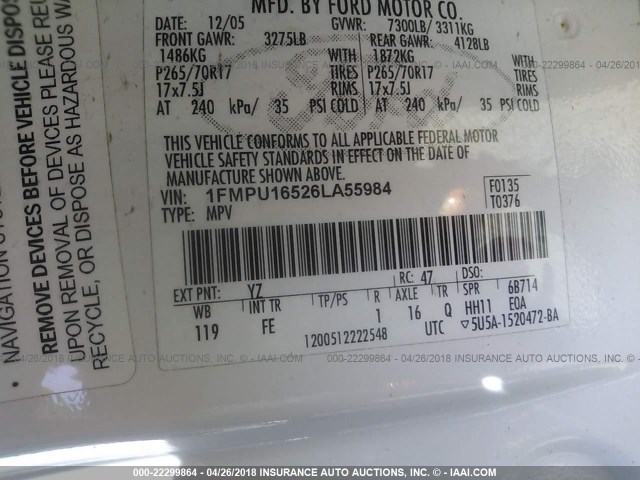 MFD. BY FORD MOTOR CO.
DATE: 12/05 GVWR: 7300LB/ 3311KG
FRONT GAWR: 3275LB REAR GAWR: 4128LB
1486KG WITH 1872KG WITH
P265/70R17 TIRES P265/70R17 TIRES
17x7.5J RIMS 17x7.5J RIMS
AT 240 kPa/ 35 PSI COLD AT 240 kPa/ 35 PSI COLD
THIS VEHICLE CONFORMS TO ALL APPLICABLE FEDERAL MOTOR
VEHICLE SAFETY STANDARDS IN EFFECT ON THE DATE OF
MANUFACTURE SHOWN ABOVE.
VIN: 1FMPU16526LA55984
TYPE: MPV
F0135
T0376
EXT PNT: YZ RC: 47 DSO:
WB INT TR TP/PS R AXLE TR SPR 6B714
119 FE 1 16 Q HH11 E0A
1200512222548 UTC 5U5A-1520472-BA
REMOVE DEVICES BEFORE VEHICLE DISPOS
UPON REMOVAL OF DEVICES PLEASE REU
RECYCLE, OR DISPOSE AS HAZARDOUS WA
NAVIGATION
000-22299864 - 04/26/2018 INSURANCE AUTO AUCTIONS - IAAI.COM